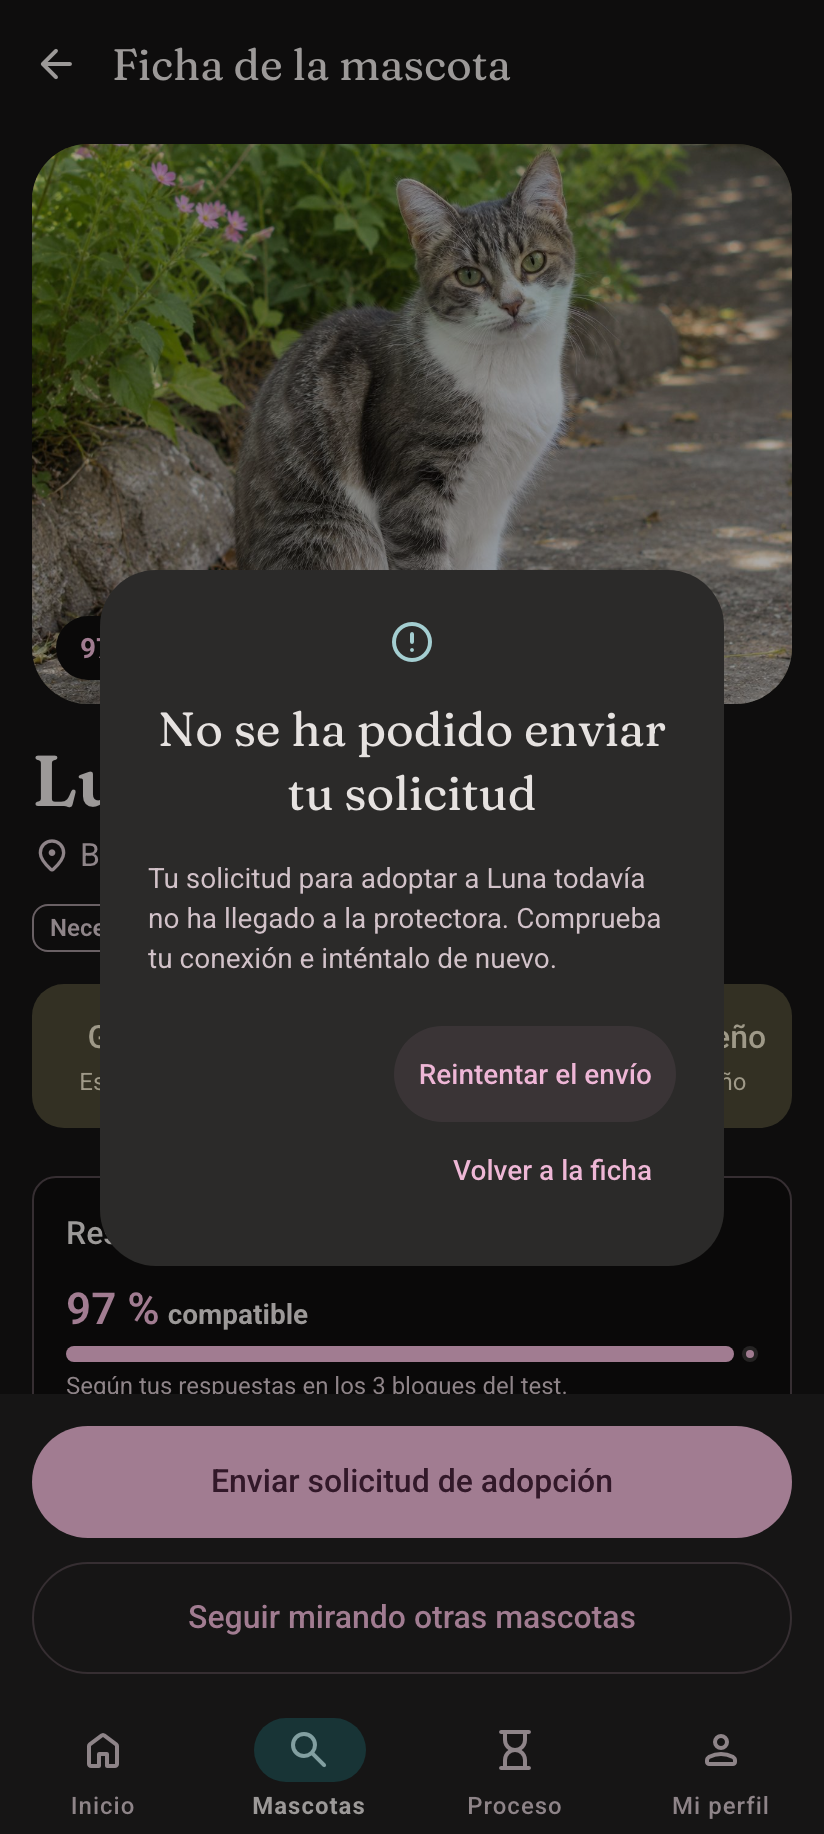 Ficha de la mascota
No se ha podido enviar
tu solicitud
Tu solicitud para adoptar a Luna todavía
no ha llegado a la protectora. Comprueba
tu conexión e inténtalo de nuevo.
Reintentar el envío
Volver a la ficha
97 % compatible
Según tus respuestas en los 3 bloques del test.
Enviar solicitud de adopción
Seguir mirando otras mascotas
Inicio
Mascotas
Proceso
Mi perfil